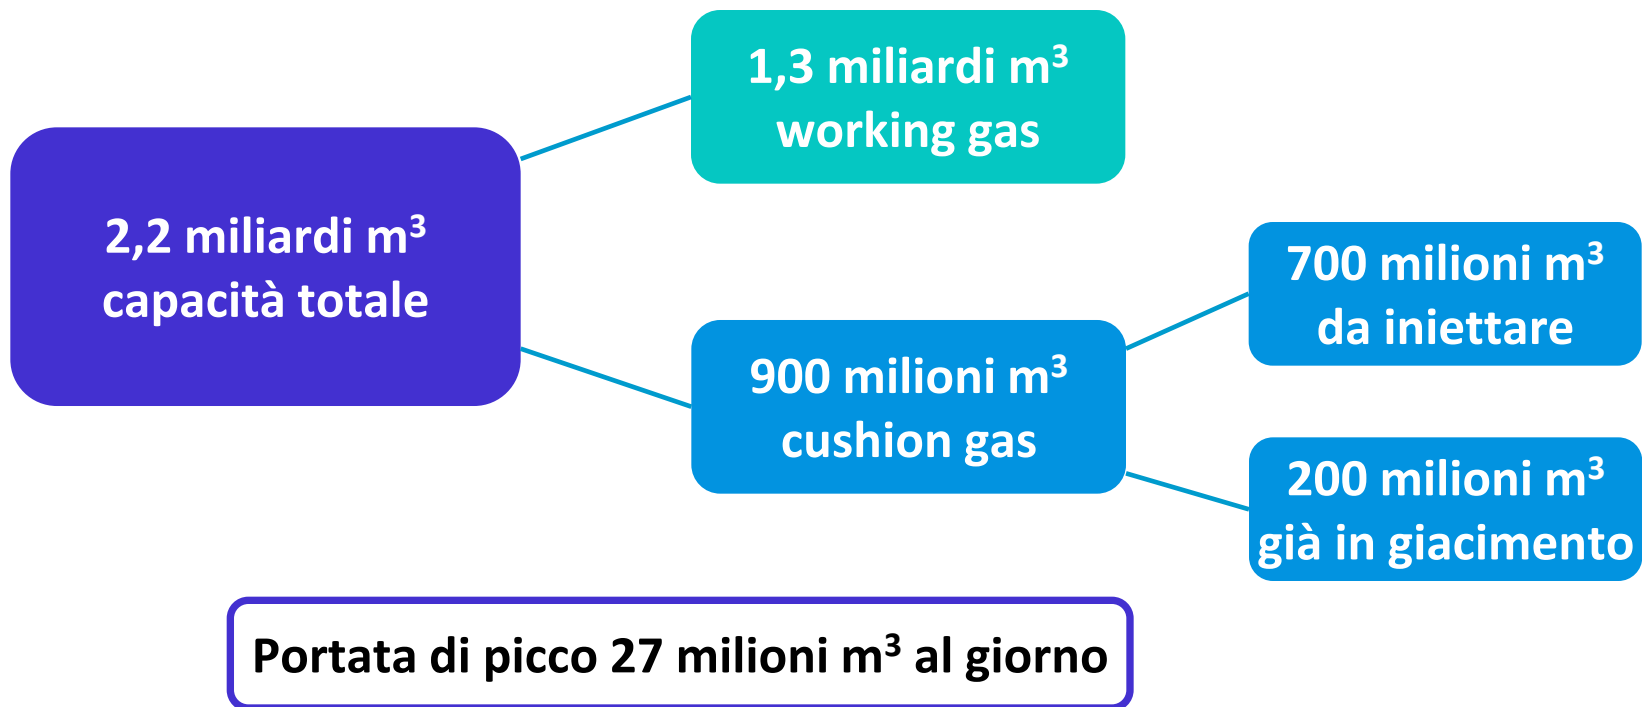 1,3 miliardi m³
working gas
2,2 miliardi m³
capacità totale
700 milioni m³
da iniettare
900 milioni m³
cushion gas
200 milioni m³
già in giacimento
Portata di picco 27 milioni m³ al giorno